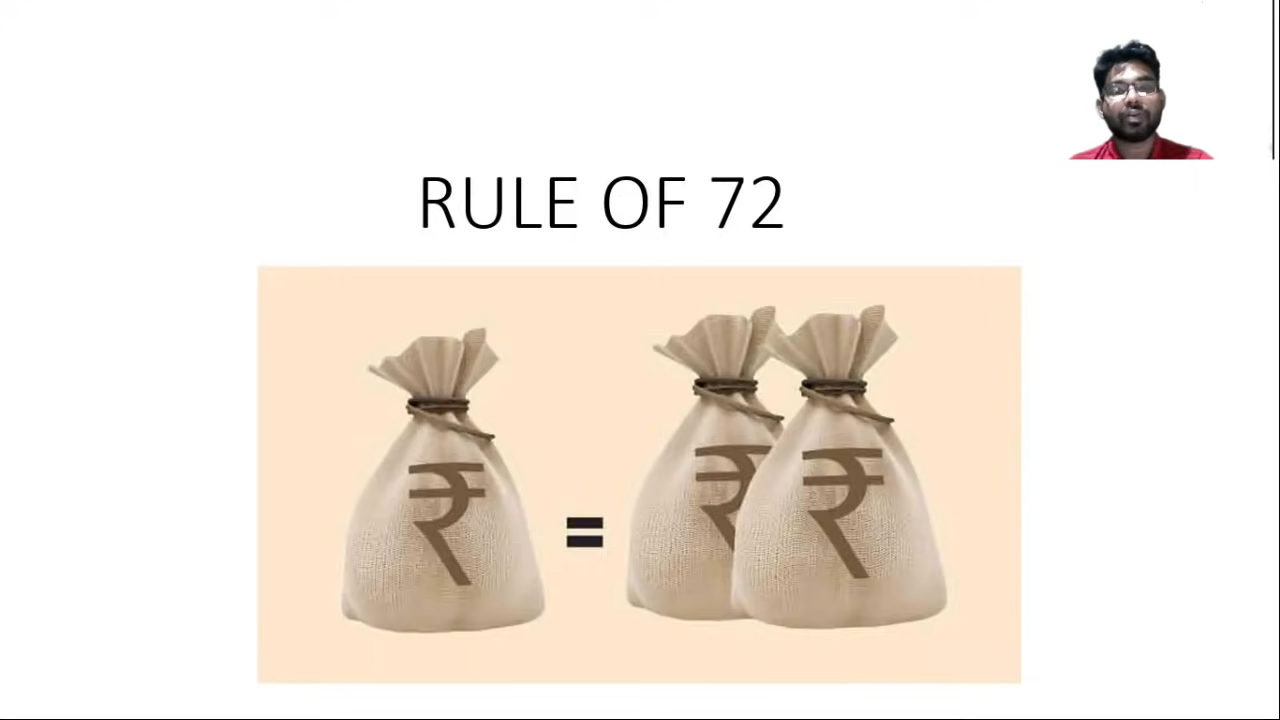 RULE OF 72
₹ = ₹ ₹